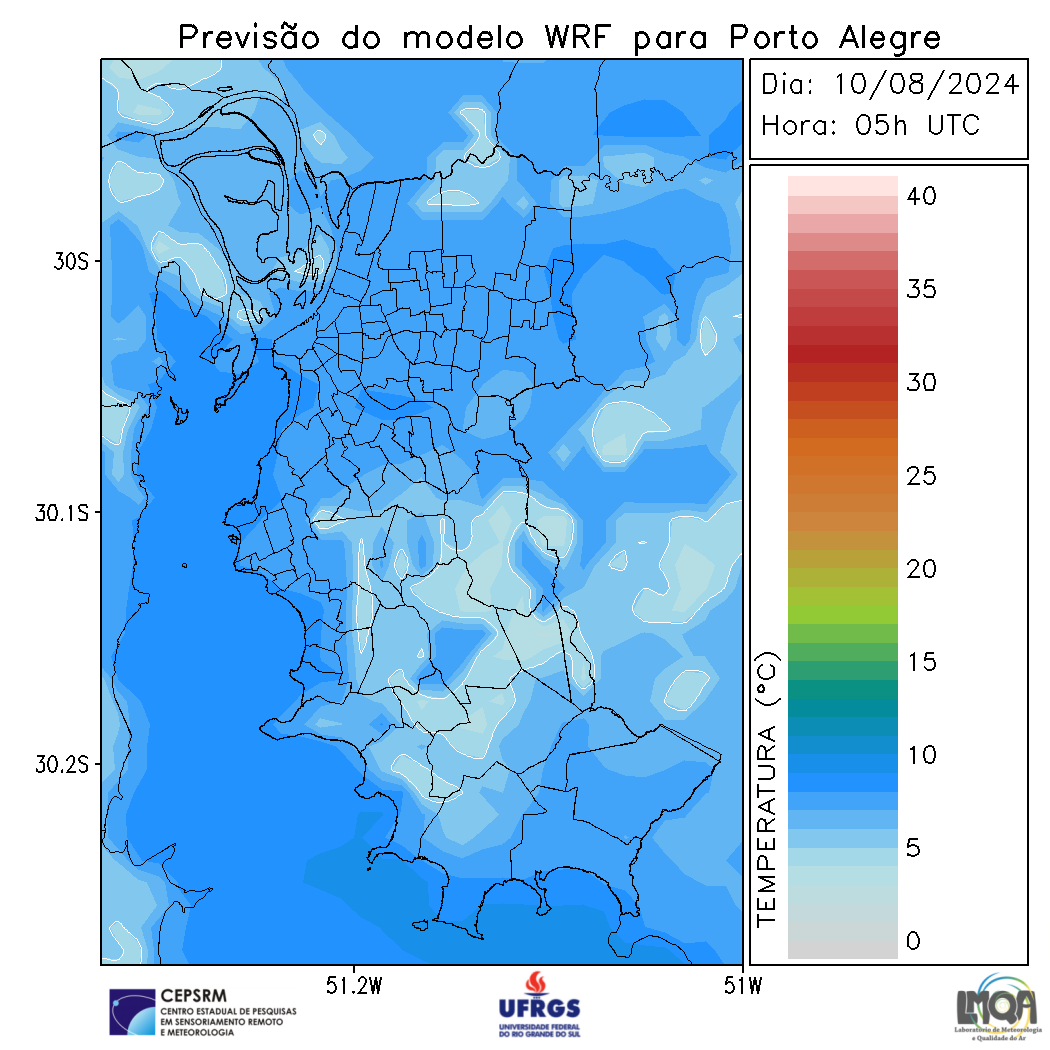 Previsão do modelo WRF para Porto Alegre
Dia: 10/08/2024
Hora: 05h UTC
30S
30.1S
30.2S
51.2W
51W
40
35
30
25
20
15
10
5
0
TEMPERATURA (°C)
CEPSRM
CENTRO ESTADUAL DE PESQUISAS
EM SENSORIAMENTO REMOTO
E METEOROLOGIA
UFRGS
UNIVERSIDADE FEDERAL
DO RIO GRANDE DO SUL
LMQA
Laboratório de Meteorologia
e Qualidade do Ar